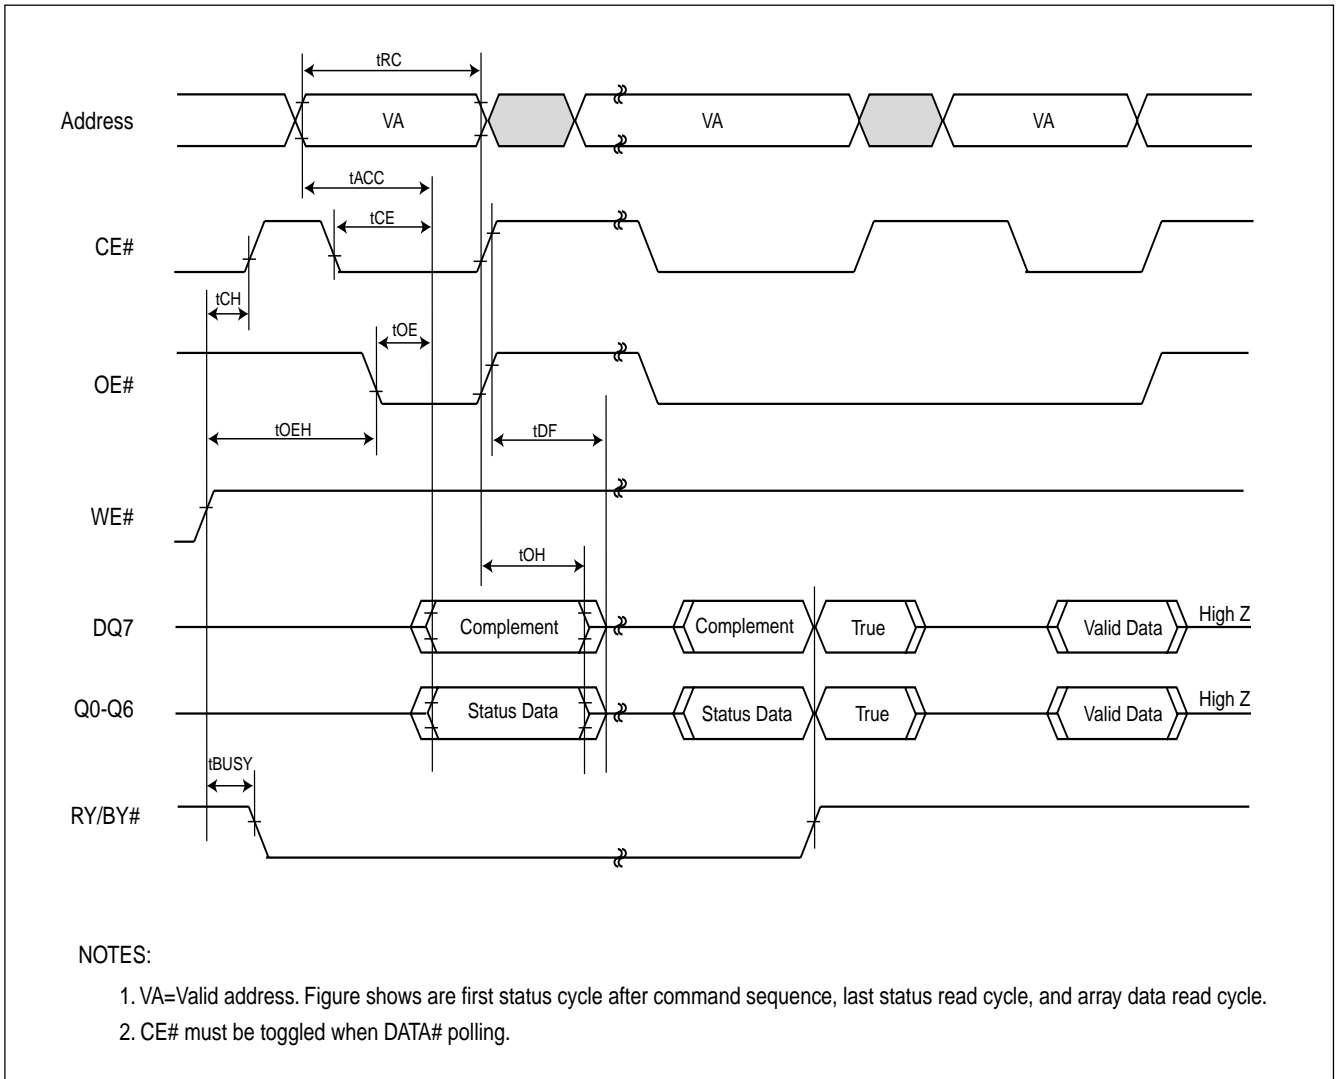 tRC
Address VA VA VA
tACC
tCE
CE#
tCH
tOE
OE#
tOEH tDF
WE#
tOH
DQ7 Complement Complement True Valid Data High Z
Q0-Q6 Status Data Status Data True Valid Data High Z
tBUSY
RY/BY#
NOTES:
1. VA=Valid address. Figure shows are first status cycle after command sequence, last status read cycle, and array data read cycle.
2. CE# must be toggled when DATA# polling.